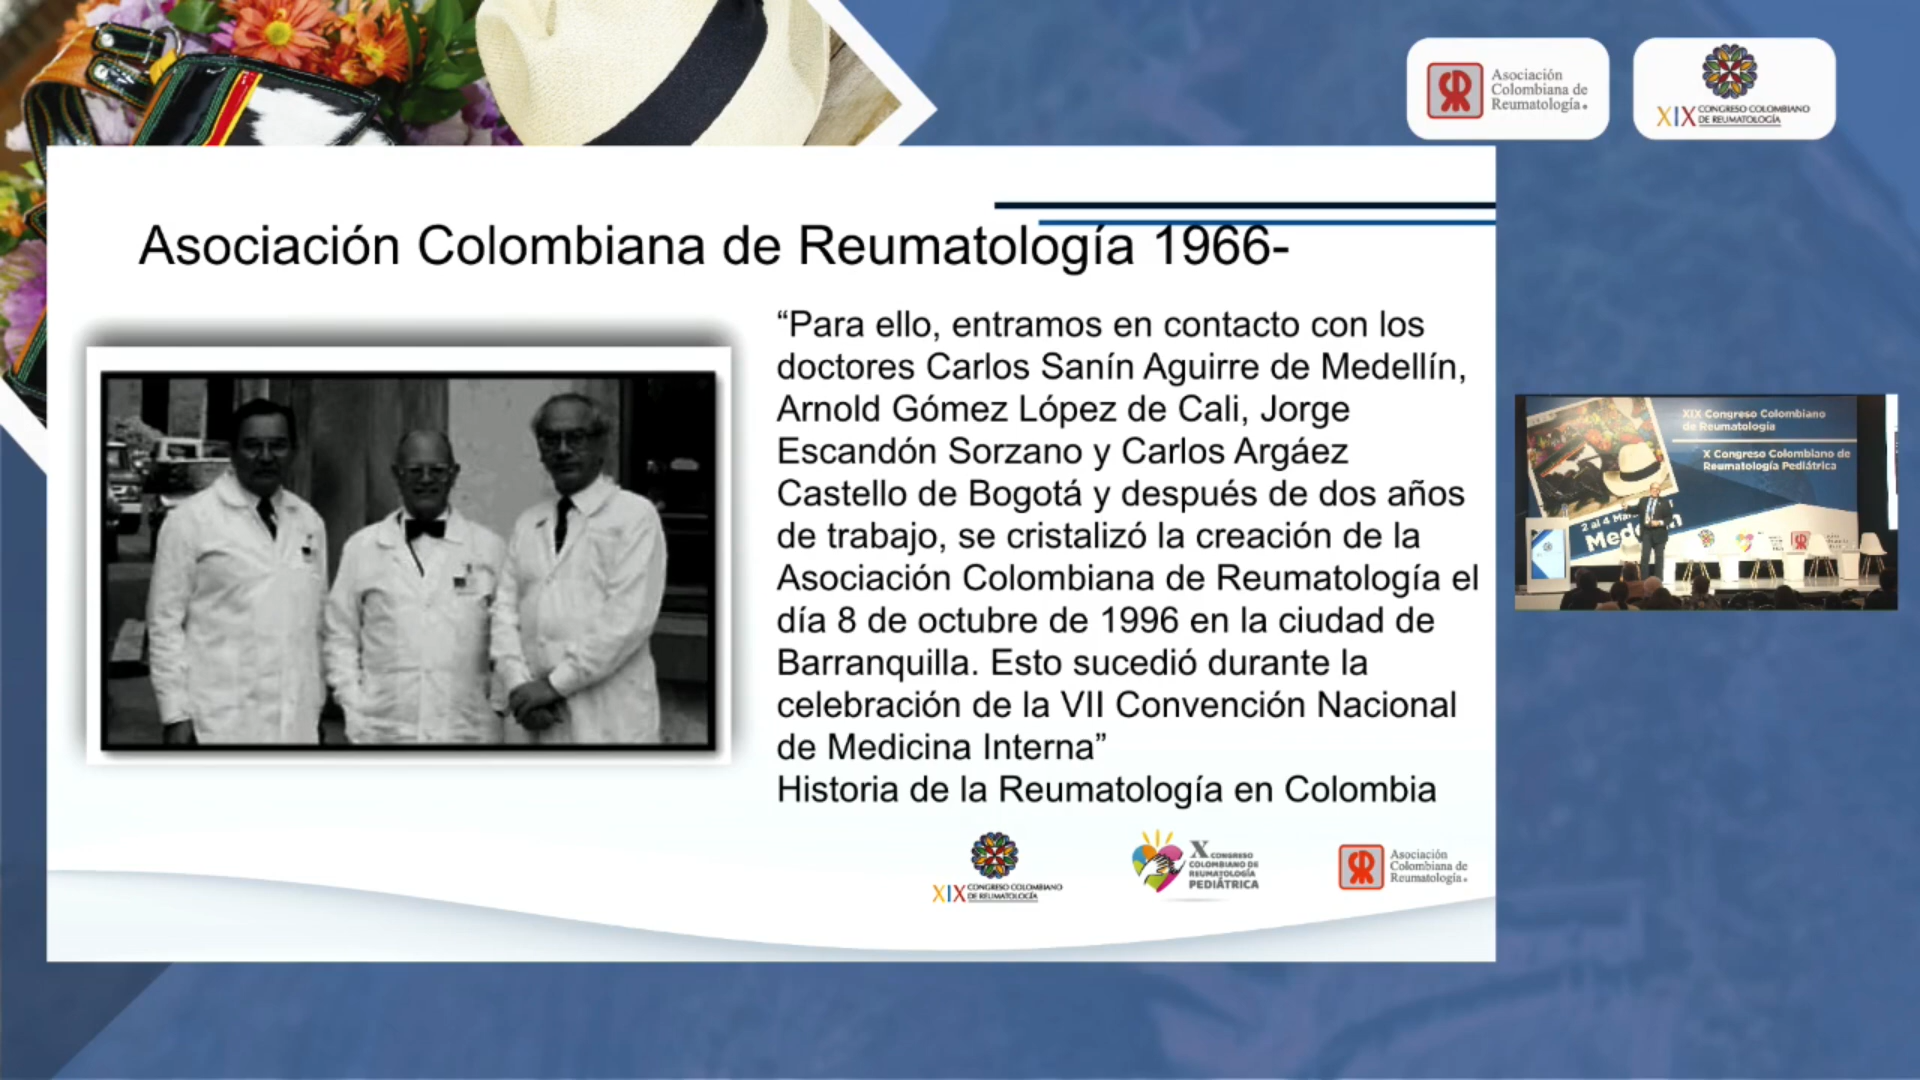 Asociación
Colombiana de
Reumatología.
XIX CONGRESO COLOMBIANO
DE REUMATOLOGÍA
Asociación Colombiana de Reumatología 1966-
“Para ello, entramos en contacto con los
doctores Carlos Sanín Aguirre de Medellín,
Arnold Gómez López de Cali, Jorge
Escandón Sorzano y Carlos Argáez
Castello de Bogotá y después de dos años
de trabajo, se cristalizó la creación de la
Asociación Colombiana de Reumatología el
día 8 de octubre de 1996 en la ciudad de
Barranquilla. Esto sucedió durante la
celebración de la VII Convención Nacional
de Medicina Interna”
Historia de la Reumatología en Colombia
XIX CONGRESO COLOMBIANO
DE REUMATOLOGÍA
X CONGRESO
COLOMBIANO DE
REUMATOLOGÍA
PEDIÁTRICA
Asociación
Colombiana de
Reumatología.
XIX Congreso Colombiano
de Reumatología
X Congreso Colombiano de
Reumatología Pediátrica
2 al 4